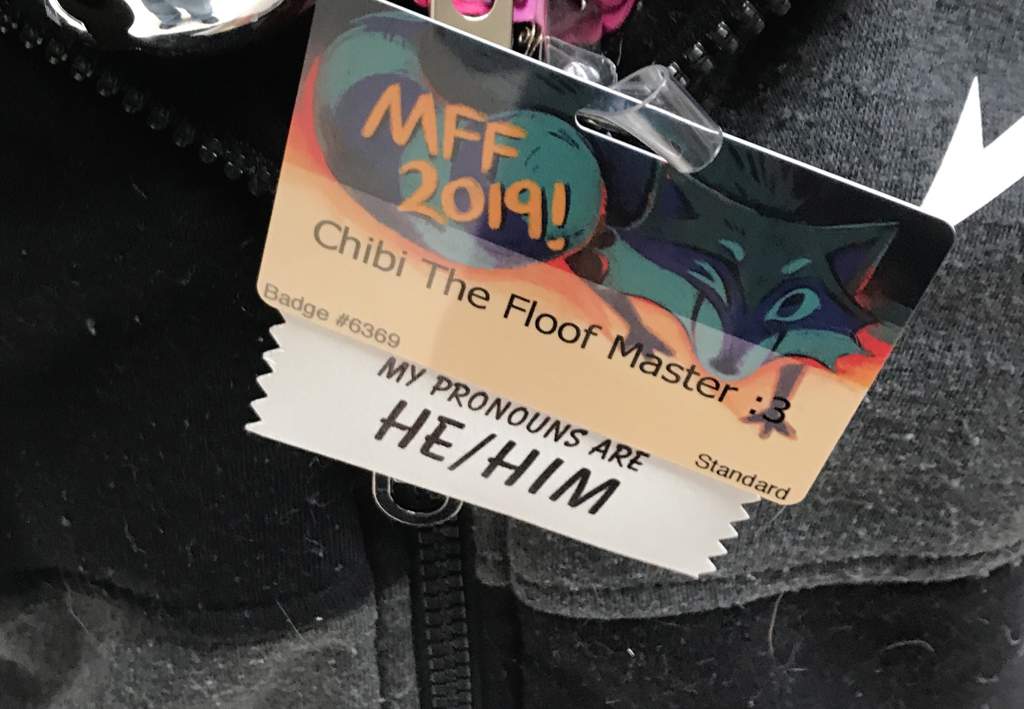 MFF
2019!
Chibi The Floof Master :3
Badge #6369
Standard
MY PRONOUNS ARE
HE/HIM